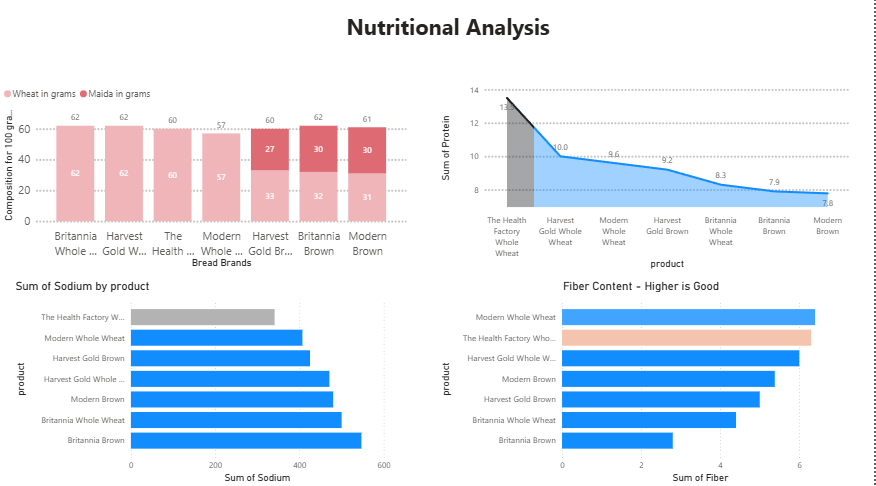 Nutritional Analysis
Wheat in grams Maida in grams
Composition for 100 gra...
60
40
20
0
62 62 60 57 60 62 61
27 30 30
62 62 60 57 33 32 31
Britannia Whole ...
Harvest Gold W...
The Health ...
Modern Whole ...
Harvest Gold Br...
Britannia Brown
Modern Brown
Bread Brands
Sum of Protein
14
12
10
8
10.0 9.6 9.2 8.3 7.9 7.8
The Health Factory Whole Wheat
Harvest Gold Whole Wheat
Modern Whole Wheat
Harvest Gold Brown
Britannia Whole Wheat
Britannia Brown
Modern Brown
product
Sum of Sodium by product
product
The Health Factory W...
Modern Whole Wheat
Harvest Gold Brown
Harvest Gold Whole ...
Modern Brown
Britannia Whole Wheat
Britannia Brown
0 200 400 600
Sum of Sodium
Fiber Content - Higher is Good
product
Modern Whole Wheat
The Health Factory Who...
Harvest Gold Whole W...
Modern Brown
Harvest Gold Brown
Britannia Whole Wheat
Britannia Brown
0 2 4 6
Sum of Fiber